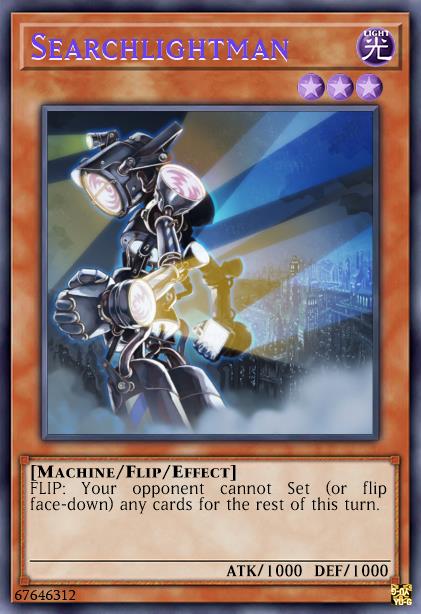 SEARCHLIGHTMAN
LIGHT
光
[MACHINE/FLIP/EFFECT]
FLIP: Your opponent cannot Set (or flip
face-down) any cards for the rest of this turn.
ATK/1000 DEF/1000
67646312